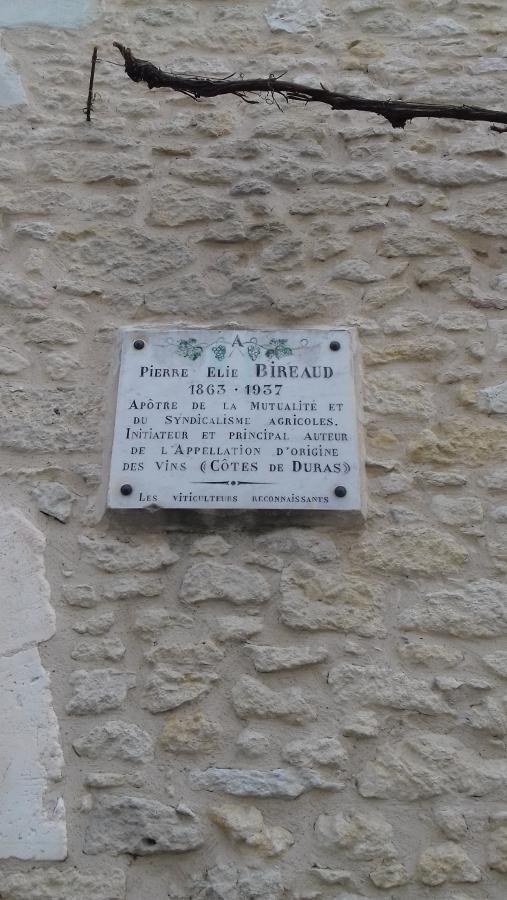 A
Pierre Elie BIREAUD
1863 · 1937
Apôtre de la Mutualité et
du Syndicalisme agricoles.
Initiateur et principal auteur
de l'Appellation d'origine
des vins «Côtes de Duras»
Les viticulteurs reconnaissants